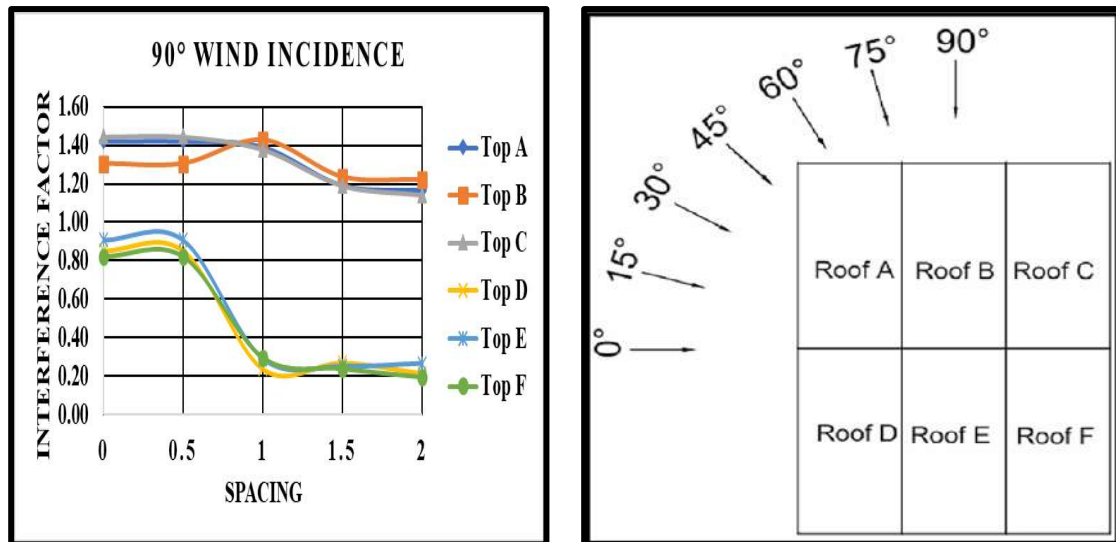 90° WIND INCIDENCE
INTERFERENCE FACTOR
1.60
1.40
1.20
1.00
0.80
0.60
0.40
0.20
0.00
0 0.5 1 1.5 2
SPACING
Top A
Top B
Top C
Top D
Top E
Top F
90°
75°
60°
45°
30°
15°
0°
Roof A Roof B Roof C
Roof D Roof E Roof F